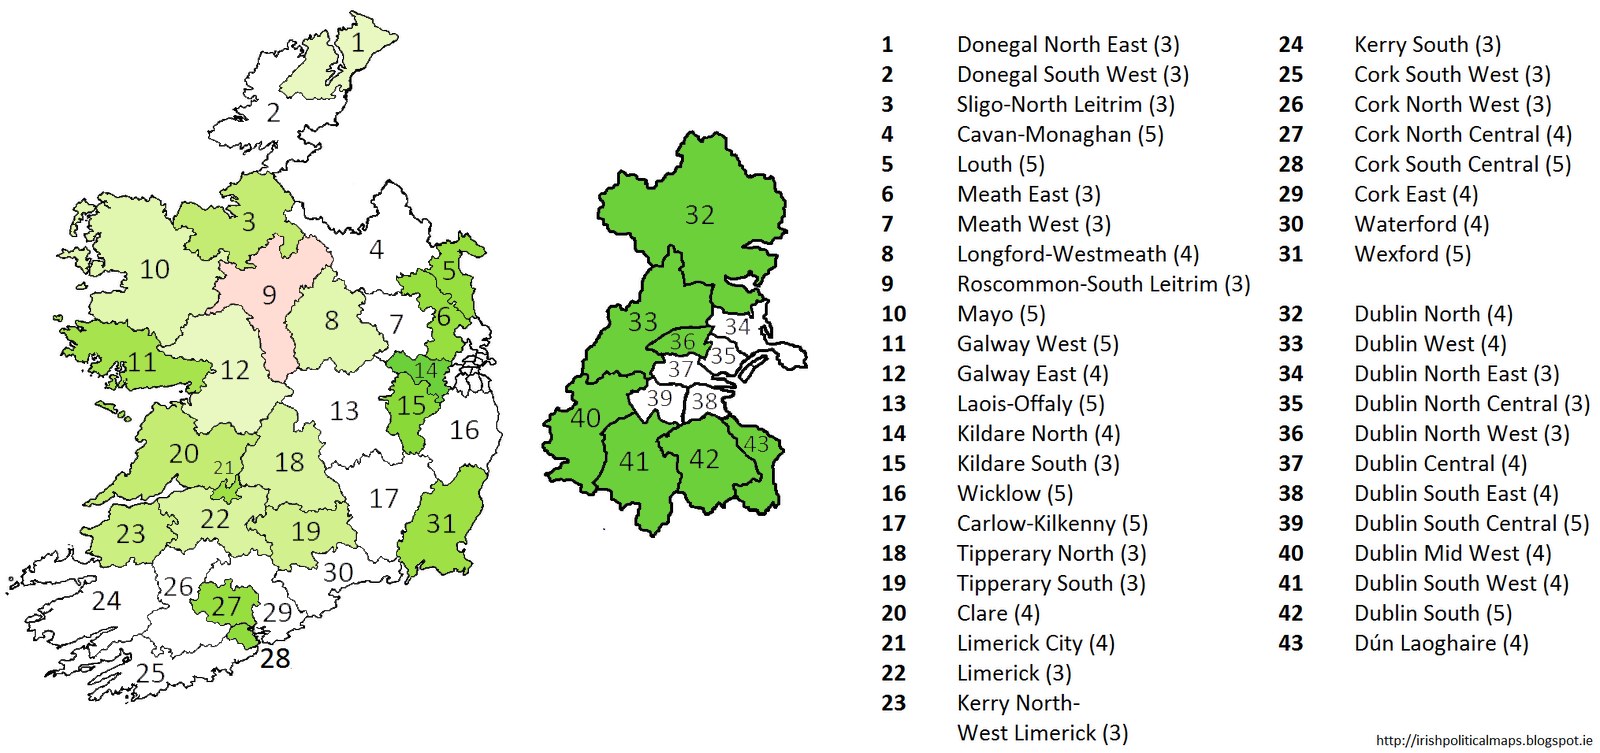 1
2
3
4
5
6
7
8
9
10
11
12
13
14
15
16
17
18
19
20
21
22
23
24
25
26
27
28
29
30
31
32
33
34
35
36
37
38
39
40
41
42
43
1 Donegal North East (3)
2 Donegal South West (3)
3 Sligo-North Leitrim (3)
4 Cavan-Monaghan (5)
5 Louth (5)
6 Meath East (3)
7 Meath West (3)
8 Longford-Westmeath (4)
9 Roscommon-South Leitrim (3)
10 Mayo (5)
11 Galway West (5)
12 Galway East (4)
13 Laois-Offaly (5)
14 Kildare North (4)
15 Kildare South (3)
16 Wicklow (5)
17 Carlow-Kilkenny (5)
18 Tipperary North (3)
19 Tipperary South (3)
20 Clare (4)
21 Limerick City (4)
22 Limerick (3)
23 Kerry North-
West Limerick (3)
24 Kerry South (3)
25 Cork South West (3)
26 Cork North West (3)
27 Cork North Central (4)
28 Cork South Central (5)
29 Cork East (4)
30 Waterford (4)
31 Wexford (5)
32 Dublin North (4)
33 Dublin West (4)
34 Dublin North East (3)
35 Dublin North Central (3)
36 Dublin North West (3)
37 Dublin Central (4)
38 Dublin South East (4)
39 Dublin South Central (5)
40 Dublin Mid West (4)
41 Dublin South West (4)
42 Dublin South (5)
43 Dún Laoghaire (4)
http://irishpoliticalmaps.blogspot.ie